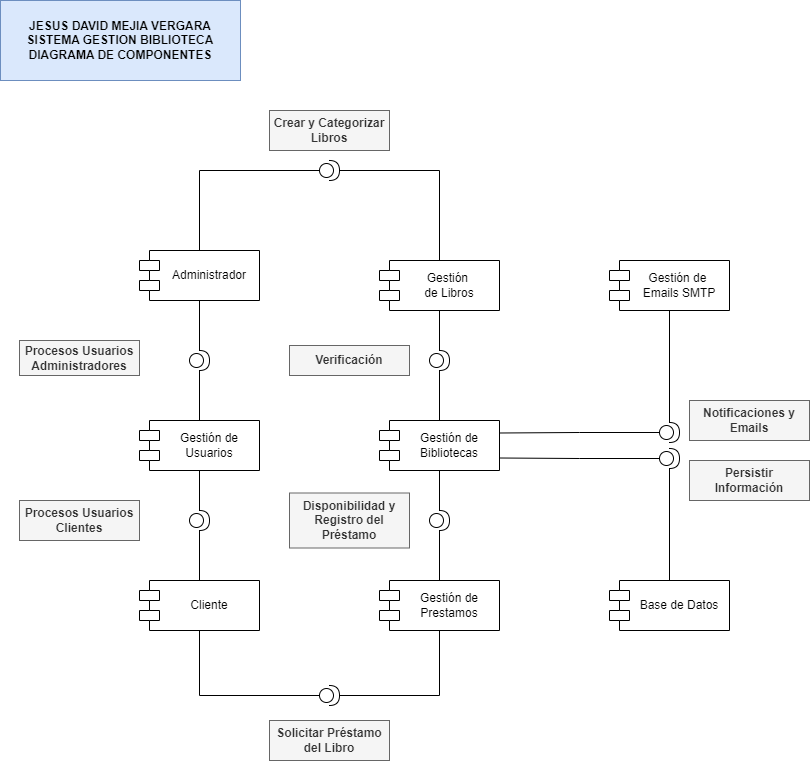 JESUS DAVID MEJIA VERGARA
SISTEMA GESTION BIBLIOTECA
DIAGRAMA DE COMPONENTES
Crear y Categorizar
Libros
Administrador
Gestión
de Libros
Gestión de
Emails SMTP
Procesos Usuarios
Administradores
Verificación
Notificaciones y
Emails
Gestión de
Usuarios
Gestión de
Bibliotecas
Persistir
Información
Procesos Usuarios
Clientes
Disponibilidad y
Registro del
Préstamo
Cliente
Gestión de
Prestamos
Base de Datos
Solicitar Préstamo
del Libro